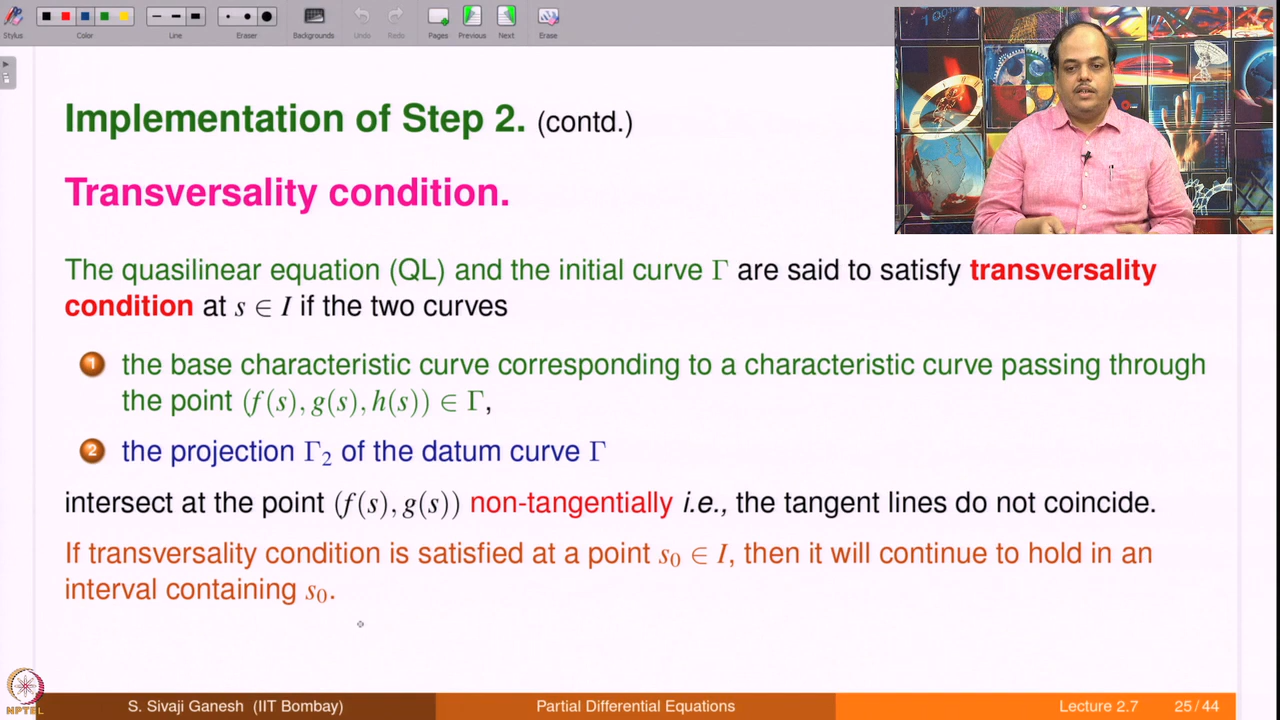 Stylus Color Line Eraser Backgrounds Undo Redo Pages Previous Next Erase
Implementation of Step 2. (contd.)
Transversality condition.
The quasilinear equation (QL) and the initial curve Γ are said to satisfy transversality
condition at s ∈ I if the two curves
1 the base characteristic curve corresponding to a characteristic curve passing through
the point (f(s), g(s), h(s)) ∈ Γ,
2 the projection Γ₂ of the datum curve Γ
intersect at the point (f(s), g(s)) non-tangentially i.e., the tangent lines do not coincide.
If transversality condition is satisfied at a point s₀ ∈ I, then it will continue to hold in an
interval containing s₀.
NPTEL
S. Sivaji Ganesh (IIT Bombay) Partial Differential Equations Lecture 2.7 25/44